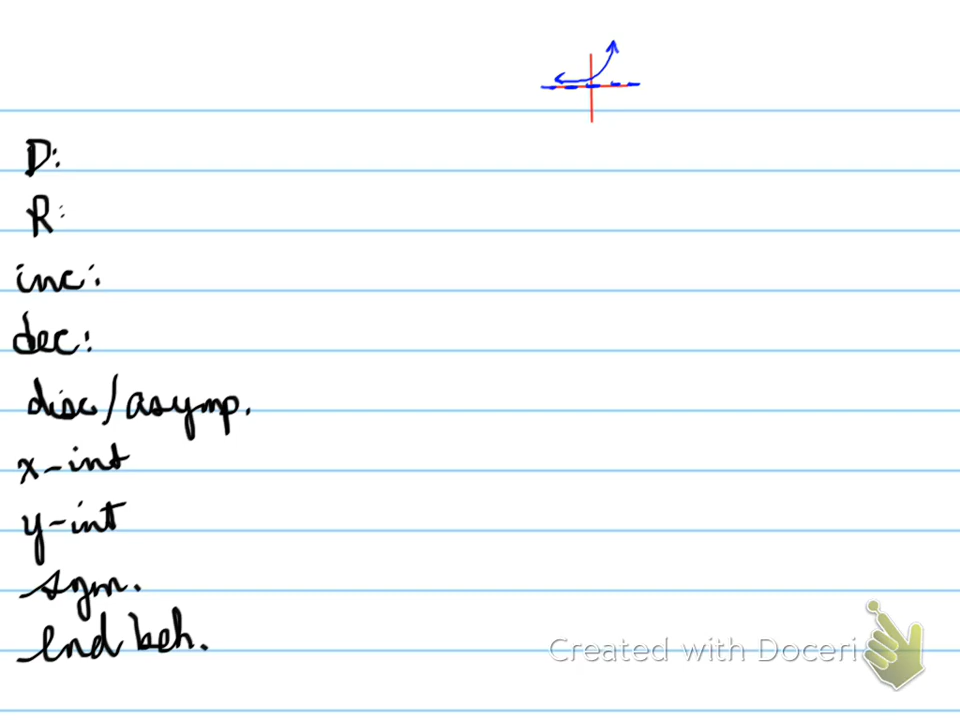 D:
R:
inc:
dec:
disc/asymp.
x-int
y-int
sym.
end beh.
Created with Doceri